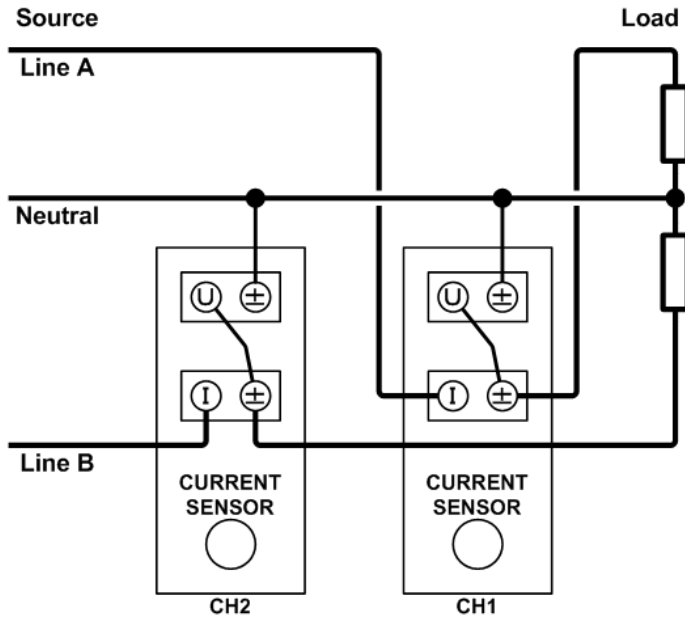 Source Load
Line A
Neutral
U ± U ±
I ± I ±
Line B
CURRENT SENSOR CURRENT SENSOR
CH2 CH1